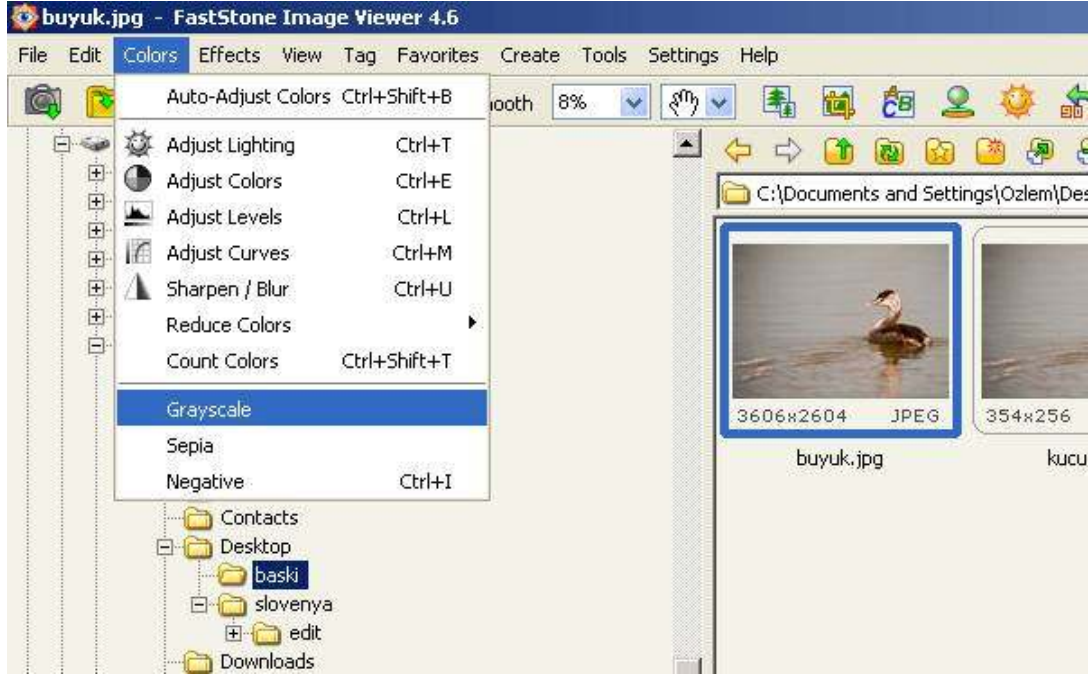 buyuk.jpg - FastStone Image Viewer 4.6
File Edit Colors Effects View Tag Favorites Create Tools Settings Help
Auto-Adjust Colors Ctrl+Shift+B
8%
Adjust Lighting Ctrl+T
Adjust Colors Ctrl+E
Adjust Levels Ctrl+L
Adjust Curves Ctrl+M
Sharpen / Blur Ctrl+U
Reduce Colors
Count Colors Ctrl+Shift+T
Grayscale
Sepia
Negative Ctrl+I
Contacts
Desktop
baski
slovenya
edit
Downloads
C:\Documents and Settings\Ozlem\Des
3606x2604 JPEG
buyuk.jpg
354x256
kucu